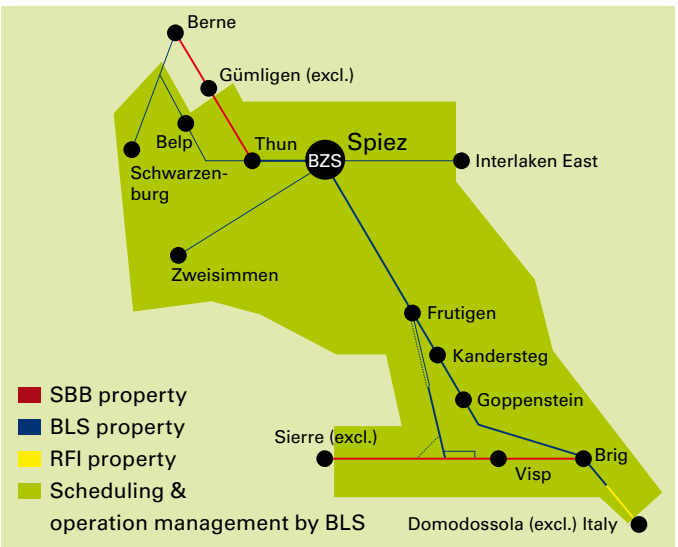 Berne
Gümligen (excl.)
Belp
Thun
Spiez
BZS
Interlaken East
Schwarzen-
burg
Zweisimmen
Frutigen
Kandersteg
Goppenstein
SBB property
BLS property
RFI property
Scheduling &
operation management by BLS
Sierre (excl.)
Visp
Brig
Domodossola (excl.) Italy